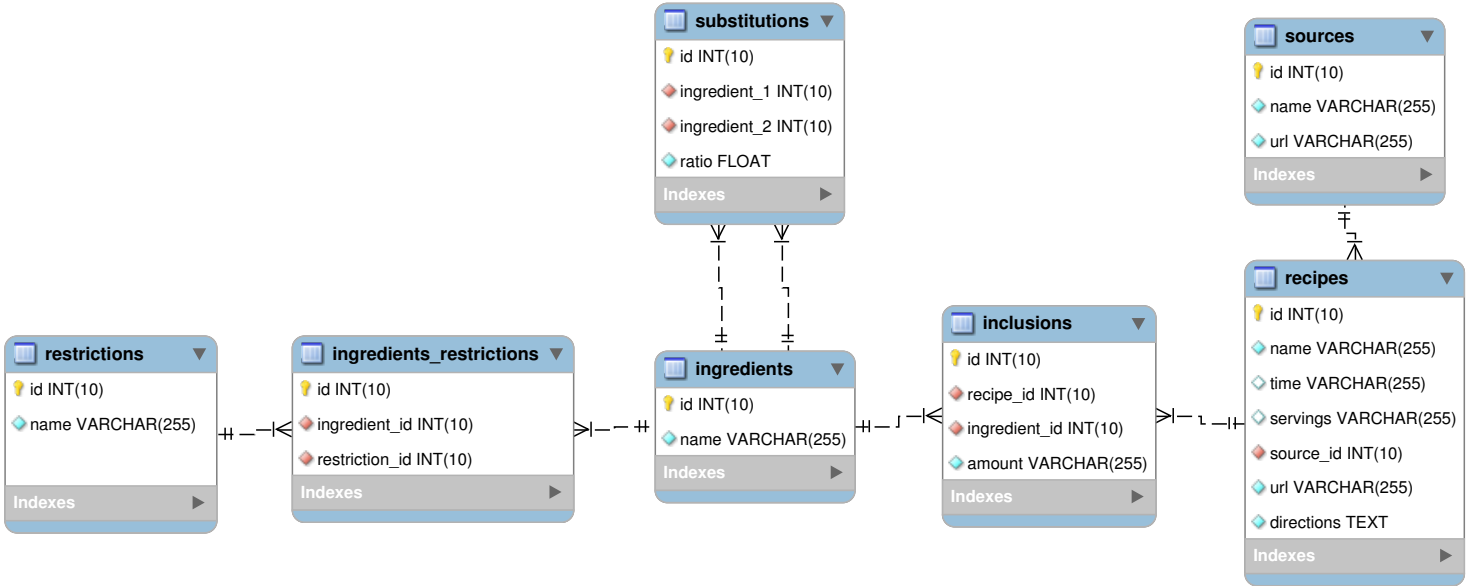 substitutions
id INT(10)
ingredient_1 INT(10)
ingredient_2 INT(10)
ratio FLOAT
Indexes
sources
id INT(10)
name VARCHAR(255)
url VARCHAR(255)
Indexes
restrictions
id INT(10)
name VARCHAR(255)
Indexes
ingredients_restrictions
id INT(10)
ingredient_id INT(10)
restriction_id INT(10)
Indexes
ingredients
id INT(10)
name VARCHAR(255)
Indexes
inclusions
id INT(10)
recipe_id INT(10)
ingredient_id INT(10)
amount VARCHAR(255)
Indexes
recipes
id INT(10)
name VARCHAR(255)
time VARCHAR(255)
servings VARCHAR(255)
source_id INT(10)
url VARCHAR(255)
directions TEXT
Indexes